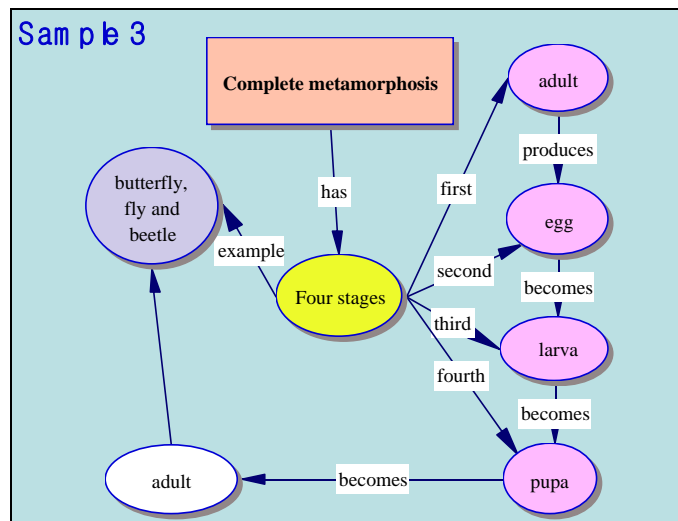 Sample 3
Complete metamorphosis
adult
produces
has
first
butterfly,
fly and
beetle
egg
example
second
becomes
Four stages
third
larva
fourth
becomes
adult
becomes
pupa